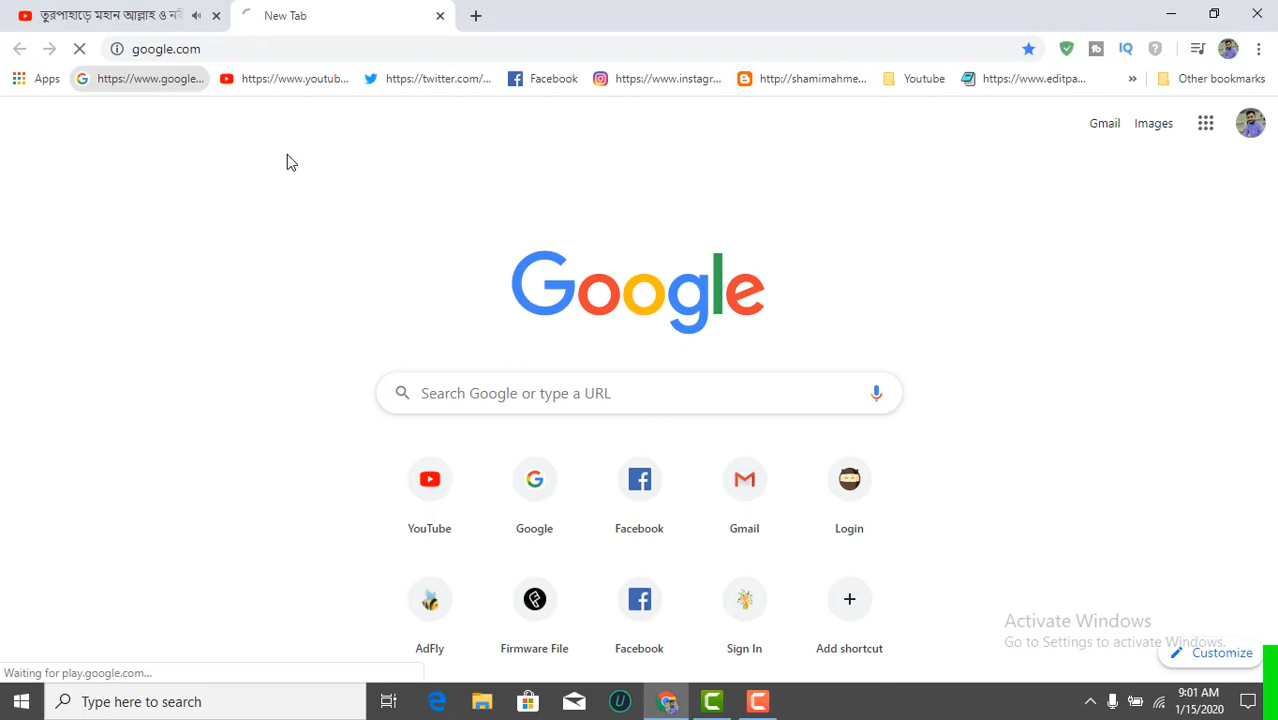 তুরপাহাড়ে মহান আল্লাহ ও নবী
New Tab
google.com
Apps
https://www.google...
https://www.youtub...
https://twitter.com/...
Facebook
https://www.instagr...
http://shamimahme...
Youtube
https://www.editpa...
»
Other bookmarks
Gmail
Images
Google
Search Google or type a URL
YouTube
Google
Facebook
Gmail
Login
AdFly
Firmware File
Facebook
Sign In
Add shortcut
Activate Windows
Go to Settings to activate Windows.
Customize
Waiting for play.google.com...
Type here to search
9:01 AM
1/15/2020